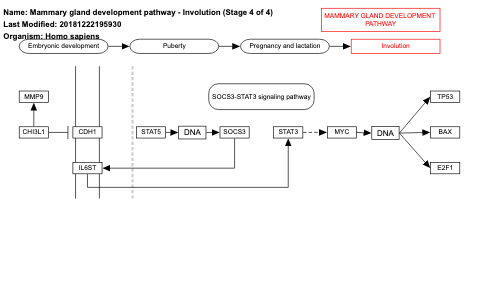 Name: Mammary gland development pathway - Involution (Stage 4 of 4)
Last Modified: 20181222195930
Organism: Homo sapiens
MAMMARY GLAND DEVELOPMENT
PATHWAY
Embryonic development
Puberty
Pregnancy and lactation
Involution
MMP9
SOCS3-STAT3 signaling pathway
TP53
CHI3L1
CDH1
STAT5
DNA
SOCS3
STAT3
MYC
DNA
BAX
IL6ST
E2F1